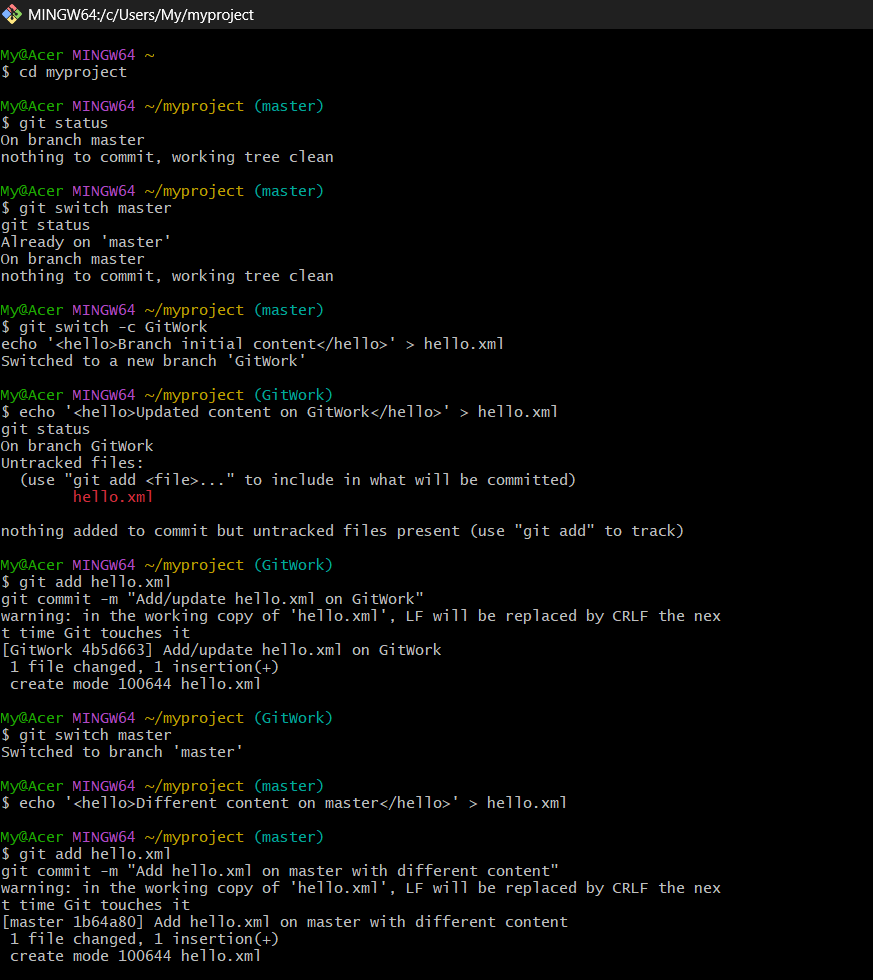 MINGW64:/c/Users/My/myproject
My@Acer MINGW64 ~
$ cd myproject
My@Acer MINGW64 ~/myproject (master)
$ git status
On branch master
nothing to commit, working tree clean
My@Acer MINGW64 ~/myproject (master)
$ git switch master
git status
Already on 'master'
On branch master
nothing to commit, working tree clean
My@Acer MINGW64 ~/myproject (master)
$ git switch -c GitWork
echo '<hello>Branch initial content</hello>' > hello.xml
Switched to a new branch 'GitWork'
My@Acer MINGW64 ~/myproject (GitWork)
$ echo '<hello>Updated content on GitWork</hello>' > hello.xml
git status
On branch GitWork
Untracked files:
  (use "git add <file>..." to include in what will be committed)
        hello.xml
nothing added to commit but untracked files present (use "git add" to track)
My@Acer MINGW64 ~/myproject (GitWork)
$ git add hello.xml
git commit -m "Add/update hello.xml on GitWork"
warning: in the working copy of 'hello.xml', LF will be replaced by CRLF the nex
t time Git touches it
[GitWork 4b5d663] Add/update hello.xml on GitWork
 1 file changed, 1 insertion(+)
 create mode 100644 hello.xml
My@Acer MINGW64 ~/myproject (GitWork)
$ git switch master
Switched to branch 'master'
My@Acer MINGW64 ~/myproject (master)
$ echo '<hello>Different content on master</hello>' > hello.xml
My@Acer MINGW64 ~/myproject (master)
$ git add hello.xml
git commit -m "Add hello.xml on master with different content"
warning: in the working copy of 'hello.xml', LF will be replaced by CRLF the nex
t time Git touches it
[master 1b64a80] Add hello.xml on master with different content
 1 file changed, 1 insertion(+)
 create mode 100644 hello.xml